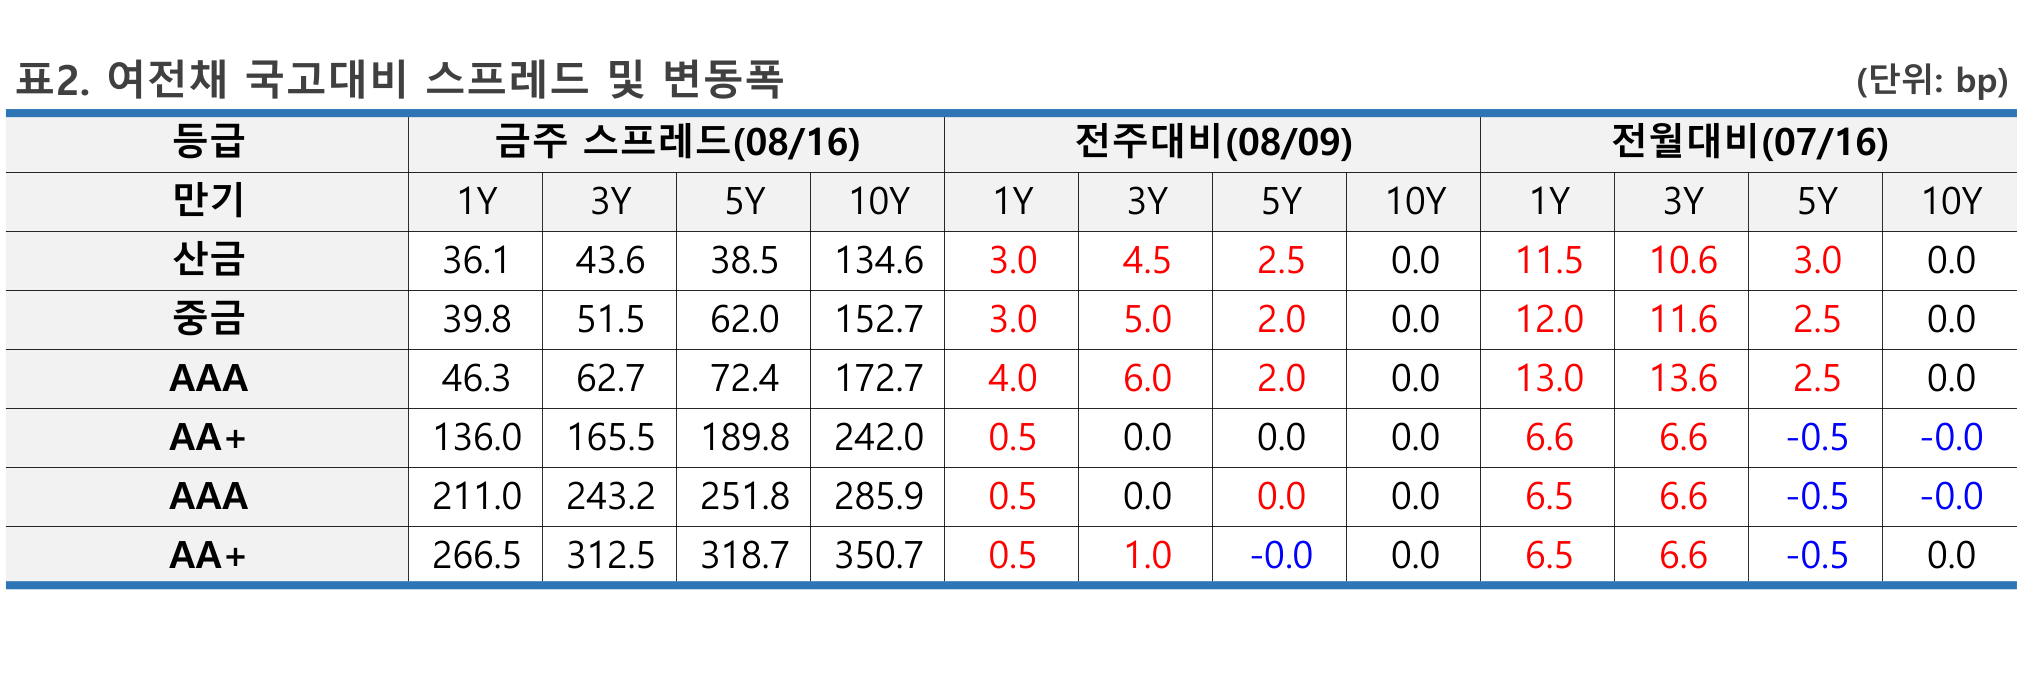 표2. 여전채 국고대비 스프레드 및 변동폭 (단위: bp)
등급 금주 스프레드(08/16) 전주대비(08/09) 전월대비(07/16)
만기 1Y 3Y 5Y 10Y 1Y 3Y 5Y 10Y 1Y 3Y 5Y 10Y
산금 36.1 43.6 38.5 134.6 3.0 4.5 2.5 0.0 11.5 10.6 3.0 0.0
중금 39.8 51.5 62.0 152.7 3.0 5.0 2.0 0.0 12.0 11.6 2.5 0.0
AAA 46.3 62.7 72.4 172.7 4.0 6.0 2.0 0.0 13.0 13.6 2.5 0.0
AA+ 136.0 165.5 189.8 242.0 0.5 0.0 0.0 0.0 6.6 6.6 -0.5 -0.0
AAA 211.0 243.2 251.8 285.9 0.5 0.0 0.0 0.0 6.5 6.6 -0.5 -0.0
AA+ 266.5 312.5 318.7 350.7 0.5 1.0 -0.0 0.0 6.5 6.6 -0.5 0.0